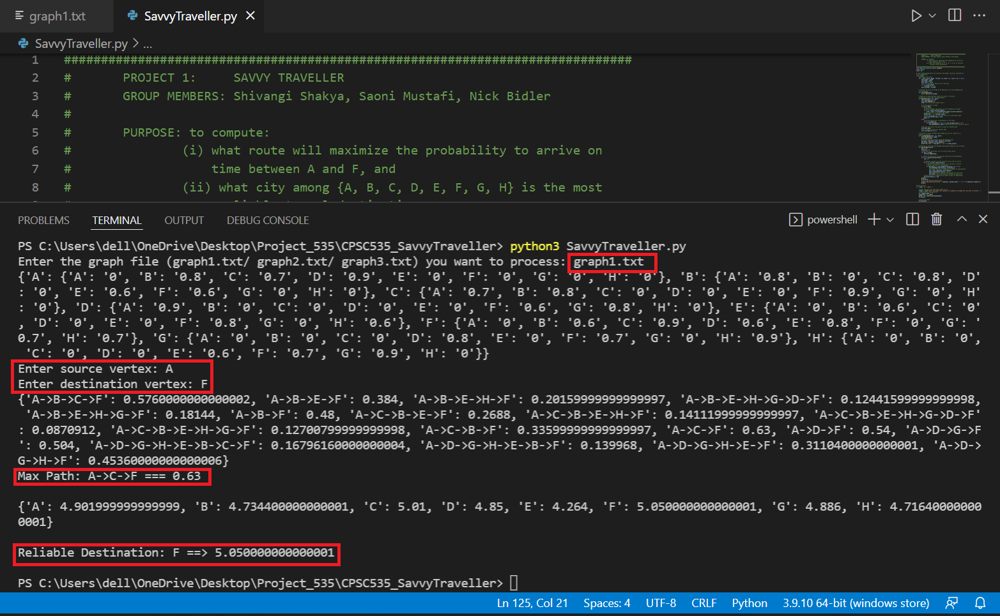 graph1.txt
SavvyTraveller.py
SavvyTraveller.py > ...
1 #############################################################################
2 # PROJECT 1: SAVVY TRAVELLER
3 # GROUP MEMBERS: Shivangi Shakya, Saoni Mustafi, Nick Bidler
4 #
5 # PURPOSE: to compute:
6 # (i) what route will maximize the probability to arrive on
7 # time between A and F, and
8 # (ii) what city among {A, B, C, D, E, F, G, H} is the most
PROBLEMS TERMINAL OUTPUT DEBUG CONSOLE powershell
PS C:\Users\dell\OneDrive\Desktop\Project_535\CPSC535_SavvyTraveller> python3 SavvyTraveller.py
Enter the graph file (graph1.txt/ graph2.txt/ graph3.txt) you want to process: graph1.txt
{'A': {'A': '0', 'B': '0.8', 'C': '0.7', 'D': '0.9', 'E': '0', 'F': '0', 'G': '0', 'H': '0'}, 'B': {'A': '0.8', 'B': '0', 'C': '0.8', 'D'
: '0', 'E': '0.6', 'F': '0.6', 'G': '0', 'H': '0'}, 'C': {'A': '0.7', 'B': '0.8', 'C': '0', 'D': '0', 'E': '0', 'F': '0.9', 'G': '0', 'H'
: '0'}, 'D': {'A': '0.9', 'B': '0', 'C': '0', 'D': '0', 'E': '0', 'F': '0.6', 'G': '0.8', 'H': '0'}, 'E': {'A': '0', 'B': '0.6', 'C': '0'
, 'D': '0', 'E': '0', 'F': '0.8', 'G': '0', 'H': '0.6'}, 'F': {'A': '0', 'B': '0.6', 'C': '0.9', 'D': '0.6', 'E': '0.8', 'F': '0', 'G': '
0.7', 'H': '0.7'}, 'G': {'A': '0', 'B': '0', 'C': '0', 'D': '0.8', 'E': '0', 'F': '0.7', 'G': '0', 'H': '0.9'}, 'H': {'A': '0', 'B': '0',
'C': '0', 'D': '0', 'E': '0.6', 'F': '0.7', 'G': '0.9', 'H': '0'}}
Enter source vertex: A
Enter destination vertex: F
{'A->B->C->F': 0.5760000000000002, 'A->B->E->F': 0.384, 'A->B->E->H->F': 0.20159999999999997, 'A->B->E->H->G->D->F': 0.12441599999999998,
'A->B->E->H->G->F': 0.18144, 'A->B->F': 0.48, 'A->C->B->E->F': 0.2688, 'A->C->B->E->H->F': 0.14111999999999997, 'A->C->B->E->H->G->D->F'
: 0.0870912, 'A->C->B->E->H->G->F': 0.12700799999999998, 'A->C->B->F': 0.33599999999999997, 'A->C->F': 0.63, 'A->D->F': 0.54, 'A->D->G->F
': 0.504, 'A->D->G->H->E->B->C->F': 0.16796160000000004, 'A->D->G->H->E->B->F': 0.139968, 'A->D->G->H->E->F': 0.3110400000000001, 'A->D->
G->H->F': 0.45360000000000006}
Max Path: A->C->F === 0.63
{'A': 4.901999999999999, 'B': 4.734400000000001, 'C': 5.01, 'D': 4.85, 'E': 4.264, 'F': 5.050000000000001, 'G': 4.886, 'H': 4.71640000000
0001}
Reliable Destination: F ==> 5.050000000000001
PS C:\Users\dell\OneDrive\Desktop\Project_535\CPSC535_SavvyTraveller>
Ln 125, Col 21 Spaces: 4 UTF-8 CRLF Python 3.9.10 64-bit (windows store)